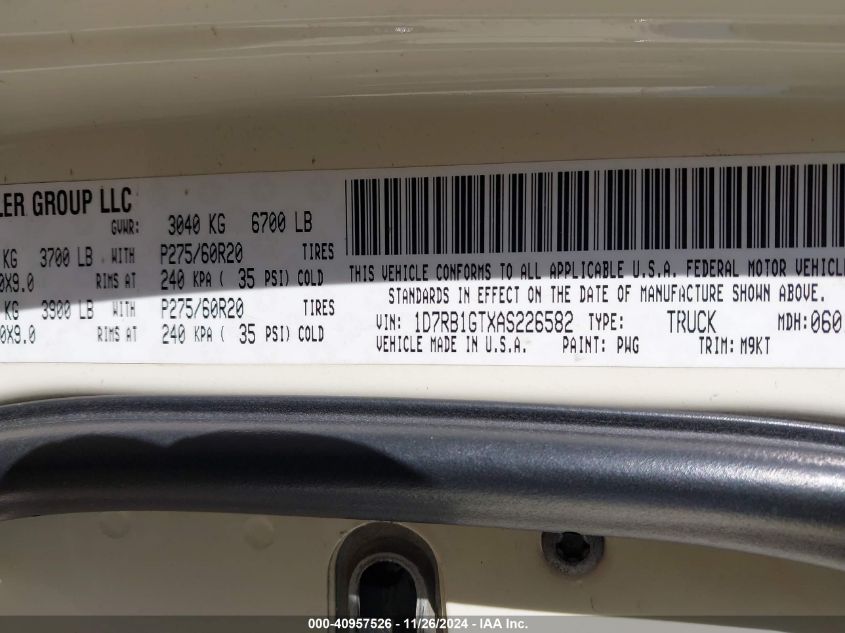 LER GROUP LLC
GVWR: 3040 KG 6700 LB
KG 3700 LB WITH P275/60R20 TIRES
0X9.0 RIMS AT 240 KPA ( 35 PSI) COLD
KG 3900 LB WITH P275/60R20 TIRES
0X9.0 RIMS AT 240 KPA ( 35 PSI) COLD
THIS VEHICLE CONFORMS TO ALL APPLICABLE U.S.A. FEDERAL MOTOR VEHICLE
STANDARDS IN EFFECT ON THE DATE OF MANUFACTURE SHOWN ABOVE.
VIN: 1D7RB1GTXAS226582 TYPE: TRUCK MDH: 060
VEHICLE MADE IN U.S.A. PAINT: PWG TRIM: M9KT
000-40957526 - 11/26/2024 - IAA Inc.